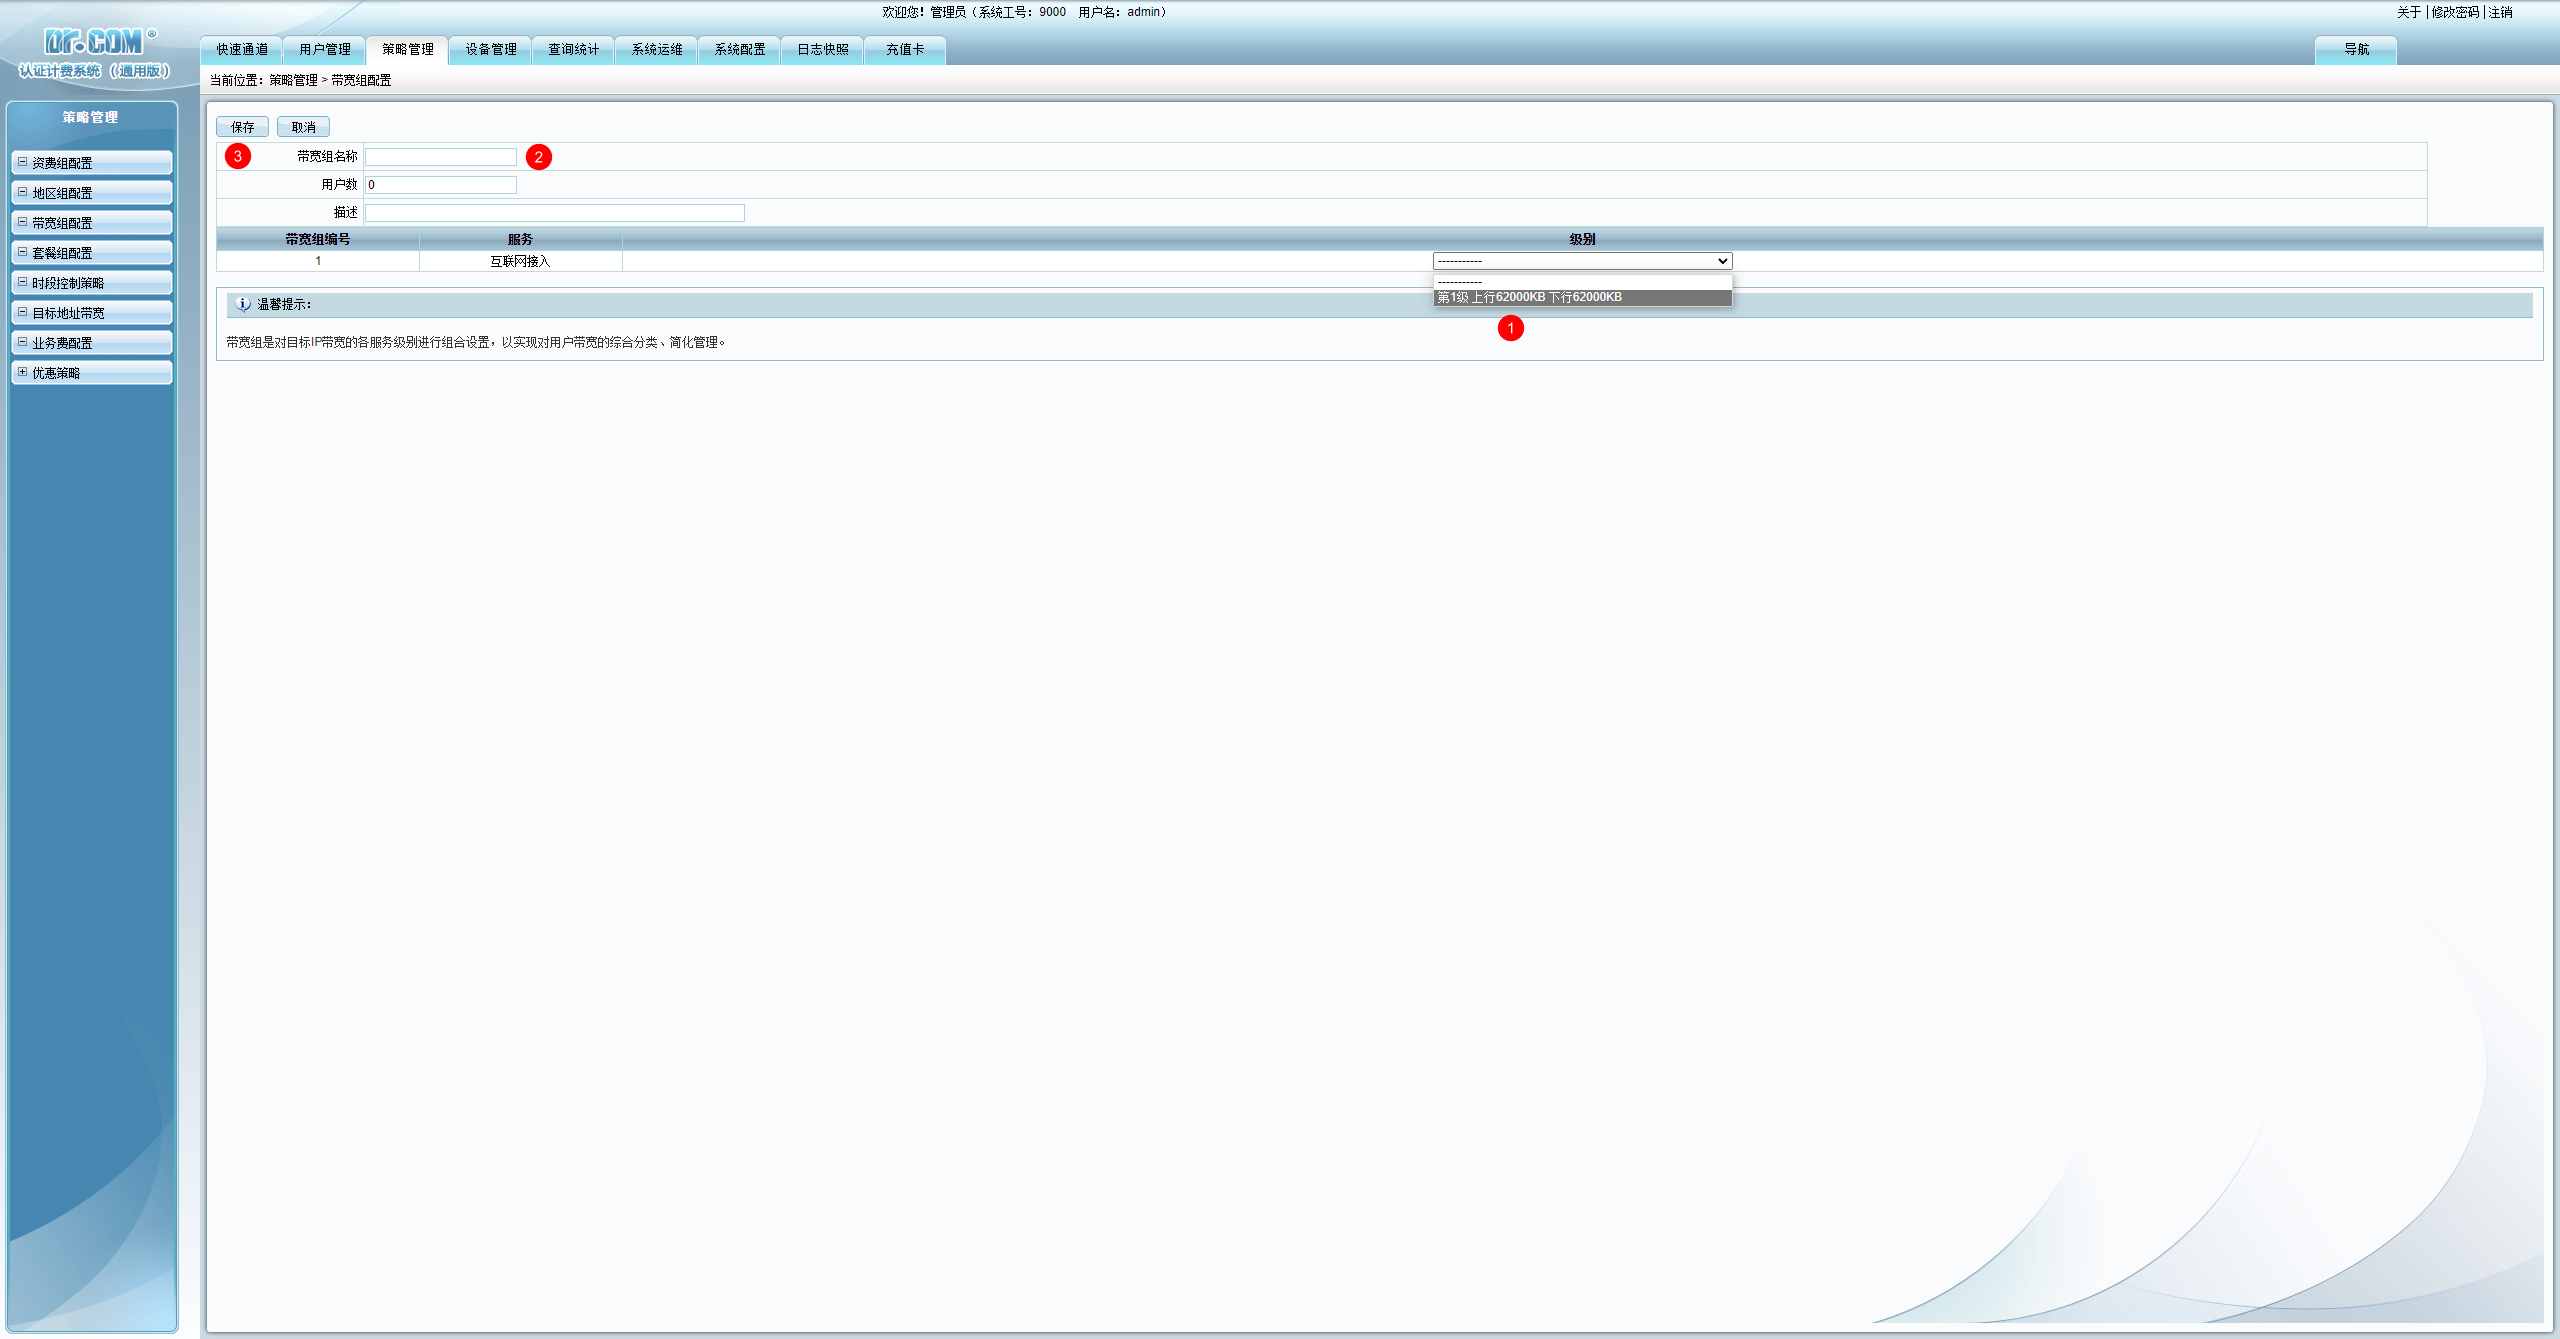 欢迎您！管理员（系统工号：9000 用户名：admin）
关于 | 修改密码 | 注销
Dr.COM®
认证计费系统（通用版）
快速通道 用户管理 策略管理 设备管理 查询统计 系统运维 系统配置 日志快照 充值卡 导航
当前位置：策略管理 > 带宽组配置
策略管理
资费组配置
地区组配置
带宽组配置
套餐组配置
时段控制策略
目标地址带宽
业务费配置
优惠策略
保存 取消
3 带宽组名称 2
用户数 0
描述
带宽组编号 服务 级别
1 互联网接入 -----------
-----------
第1级 上行62000KB 下行62000KB
1
温馨提示：
带宽组是对目标IP带宽的各服务级别进行组合设置，以实现对用户带宽的综合分类、简化管理。